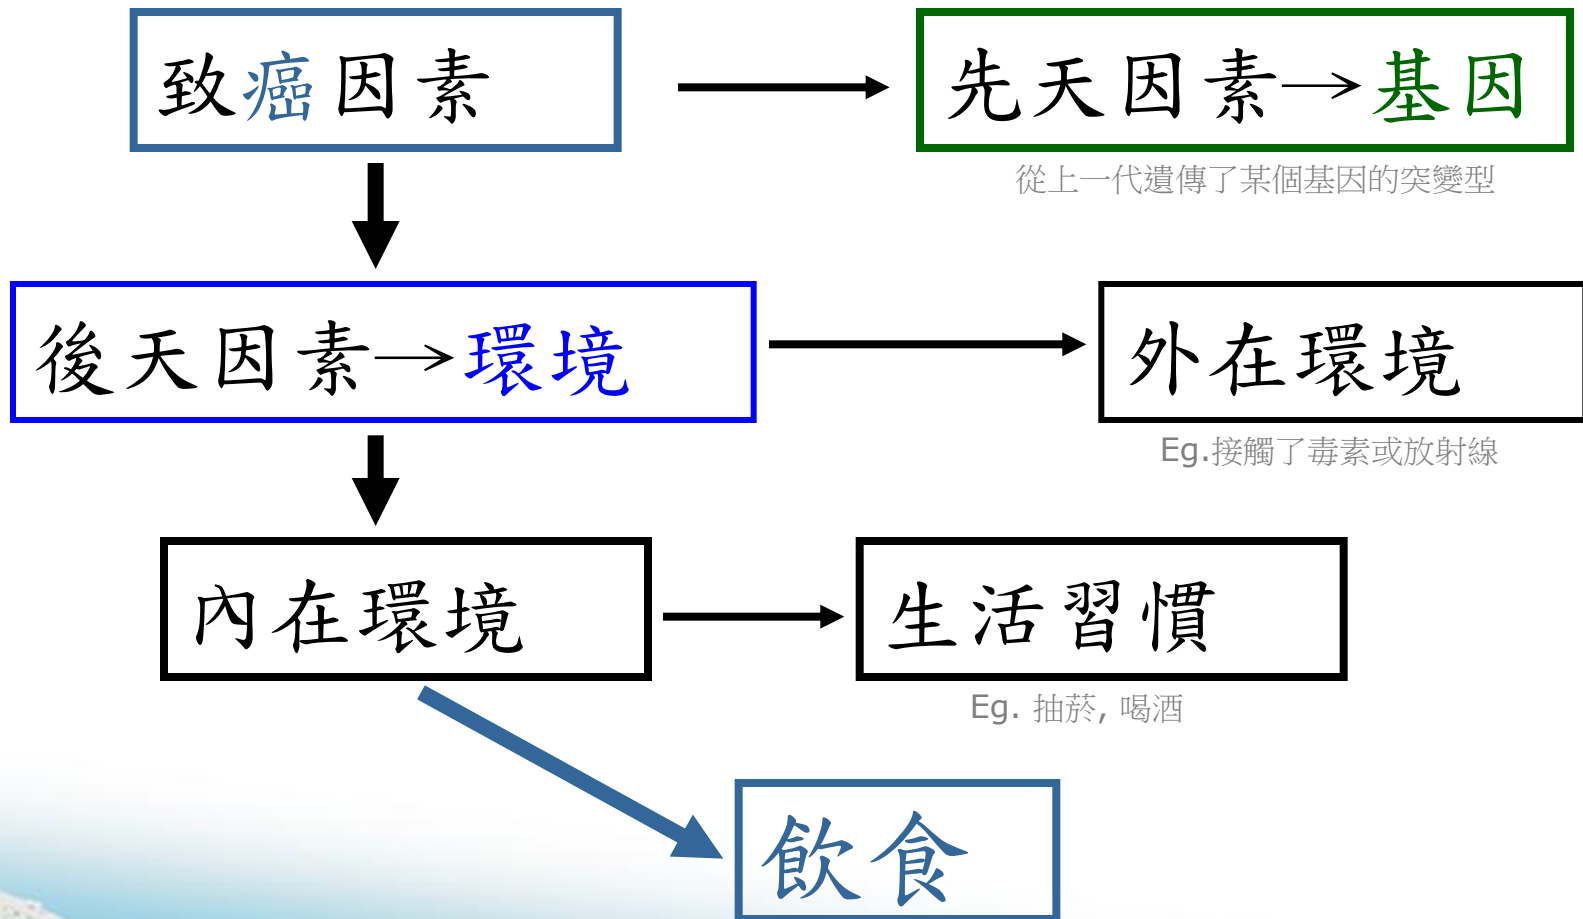 致癌因素
先天因素→基因
從上一代遺傳了某個基因的突變型
後天因素→環境
外在環境
Eg.接觸了毒素或放射線
內在環境
生活習慣
Eg. 抽菸, 喝酒
飲食